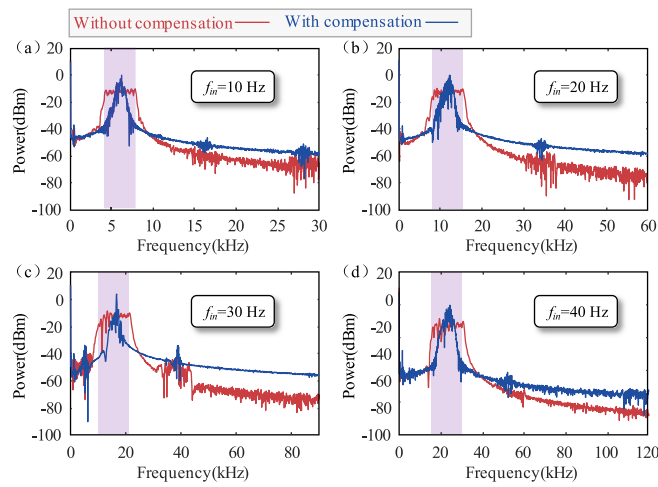 Without compensation With compensation
(a)
20
0
-20
-40
-60
-80
-100
Power(dBm)
fin=10 Hz
0 5 10 15 20 25 30
Frequency(kHz)
(b)
20
0
-20
-40
-60
-80
-100
Power(dBm)
fin=20 Hz
0 10 20 30 40 50 60
Frequency(kHz)
(c)
20
0
-20
-40
-60
-80
-100
Power(dBm)
fin=30 Hz
0 20 40 60 80
Frequency(kHz)
(d)
20
0
-20
-40
-60
-80
-100
Power(dBm)
fin=40 Hz
0 20 40 60 80 100 120
Frequency(kHz)